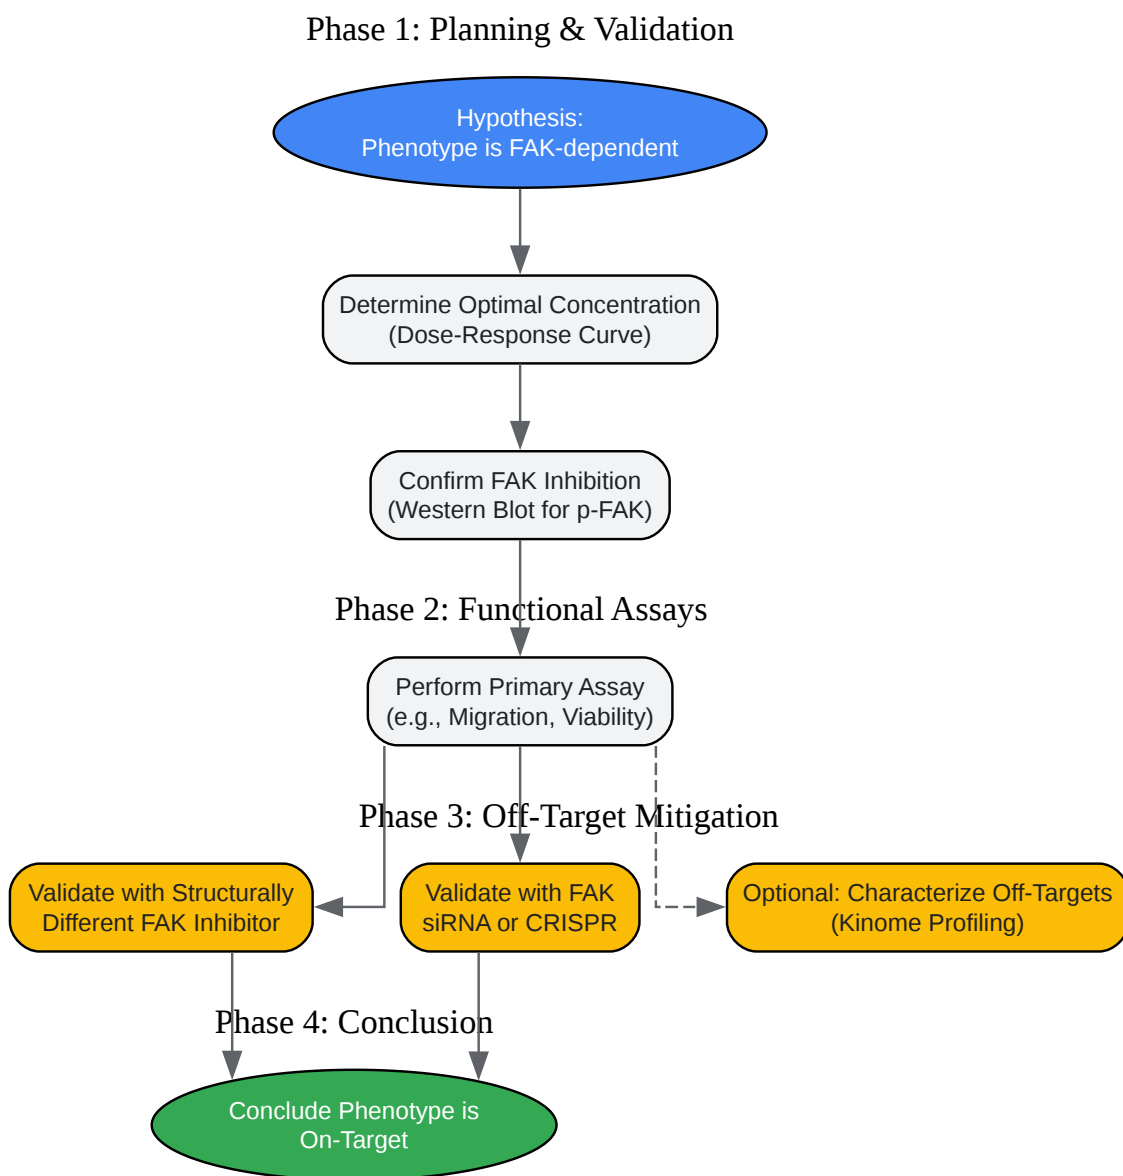 Phase 1: Planning & Validation
Hypothesis:
Phenotype is FAK-dependent
Determine Optimal Concentration
(Dose-Response Curve)
Confirm FAK Inhibition
(Western Blot for p-FAK)
Phase 2: Functional Assays
Perform Primary Assay
(e.g., Migration, Viability)
Phase 3: Off-Target Mitigation
Validate with Structurally
Different FAK Inhibitor
Validate with FAK
siRNA or CRISPR
Optional: Characterize Off-Targets
(Kinome Profiling)
Phase 4: Conclusion
Conclude Phenotype is
On-Target